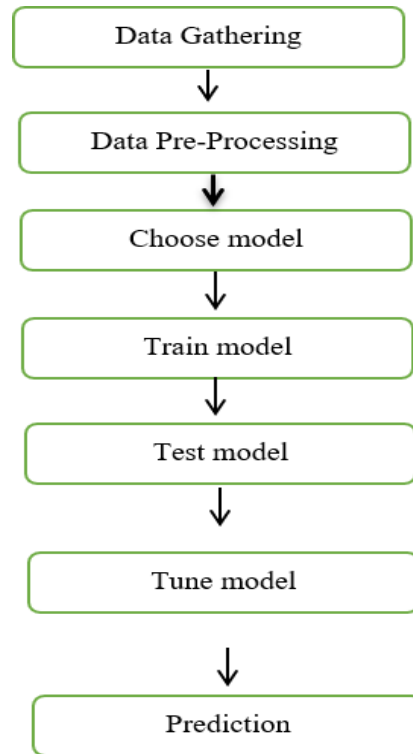 Data Gathering
Data Pre-Processing
Choose model
Train model
Test model
Tune model
Prediction